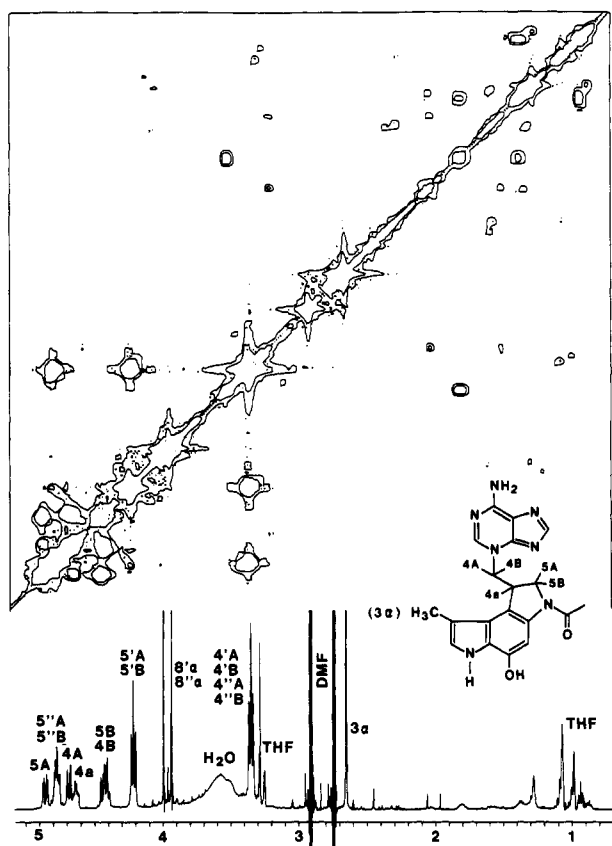 NH₂
N
N
N
N
4A
4B
5A
5B
4a
N
(3α) H₃C
O
N
H
OH
5A
5''A
5''B
4A
4a
5B
4B
5'A
5'B
8'α
8''α
H₂O
4'A
4'B
4''A
4''B
THF
DMF
3α
THF
5 4 3 2 1